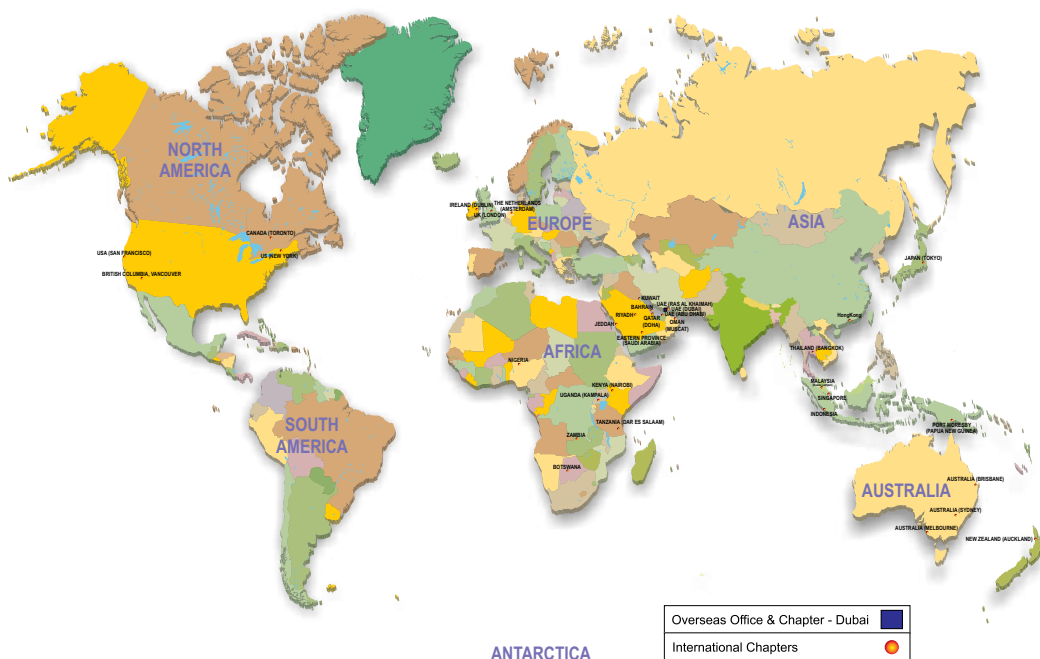 NORTH
AMERICA
CANADA (TORONTO)
USA (SAN FRANCISCO)
US (NEW YORK)
BRITISH COLUMBIA, VANCOUVER
SOUTH
AMERICA
IRELAND (DUBLIN)
THE NETHERLANDS
(AMSTERDAM)
UK (LONDON)
EUROPE
ASIA
JAPAN (TOKYO)
KUWAIT
BAHRAIN
UAE (RAS AL KHAIMAH)
UAE (DUBAI)
UAE (ABU DHABI)
RIYADH
QATAR
(DOHA)
OMAN
(MUSCAT)
JEDDAH
EASTERN PROVINCE
(SAUDI ARABIA)
HongKong
AFRICA
NIGERIA
THAILAND (BANGKOK)
KENYA (NAIROBI)
UGANDA (KAMPALA)
MALAYSIA
SINGAPORE
INDONESIA
TANZANIA (DAR ES SALAAM)
ZAMBIA
PORT MORESBY
(PAPUA NEW GUINEA)
BOTSWANA
AUSTRALIA
AUSTRALIA (BRISBANE)
AUSTRALIA (SYDNEY)
AUSTRALIA (MELBOURNE)
NEW ZEALAND (AUCKLAND)
Overseas Office & Chapter - Dubai
International Chapters
ANTARCTICA